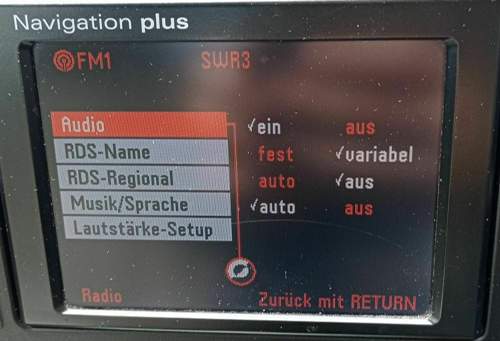 Navigation plus
FM1 SWR3
Audio ✓ein aus
RDS-Name fest ✓variabel
RDS-Regional auto ✓aus
Musik/Sprache ✓auto aus
Lautstärke-Setup
Radio Zurück mit RETURN